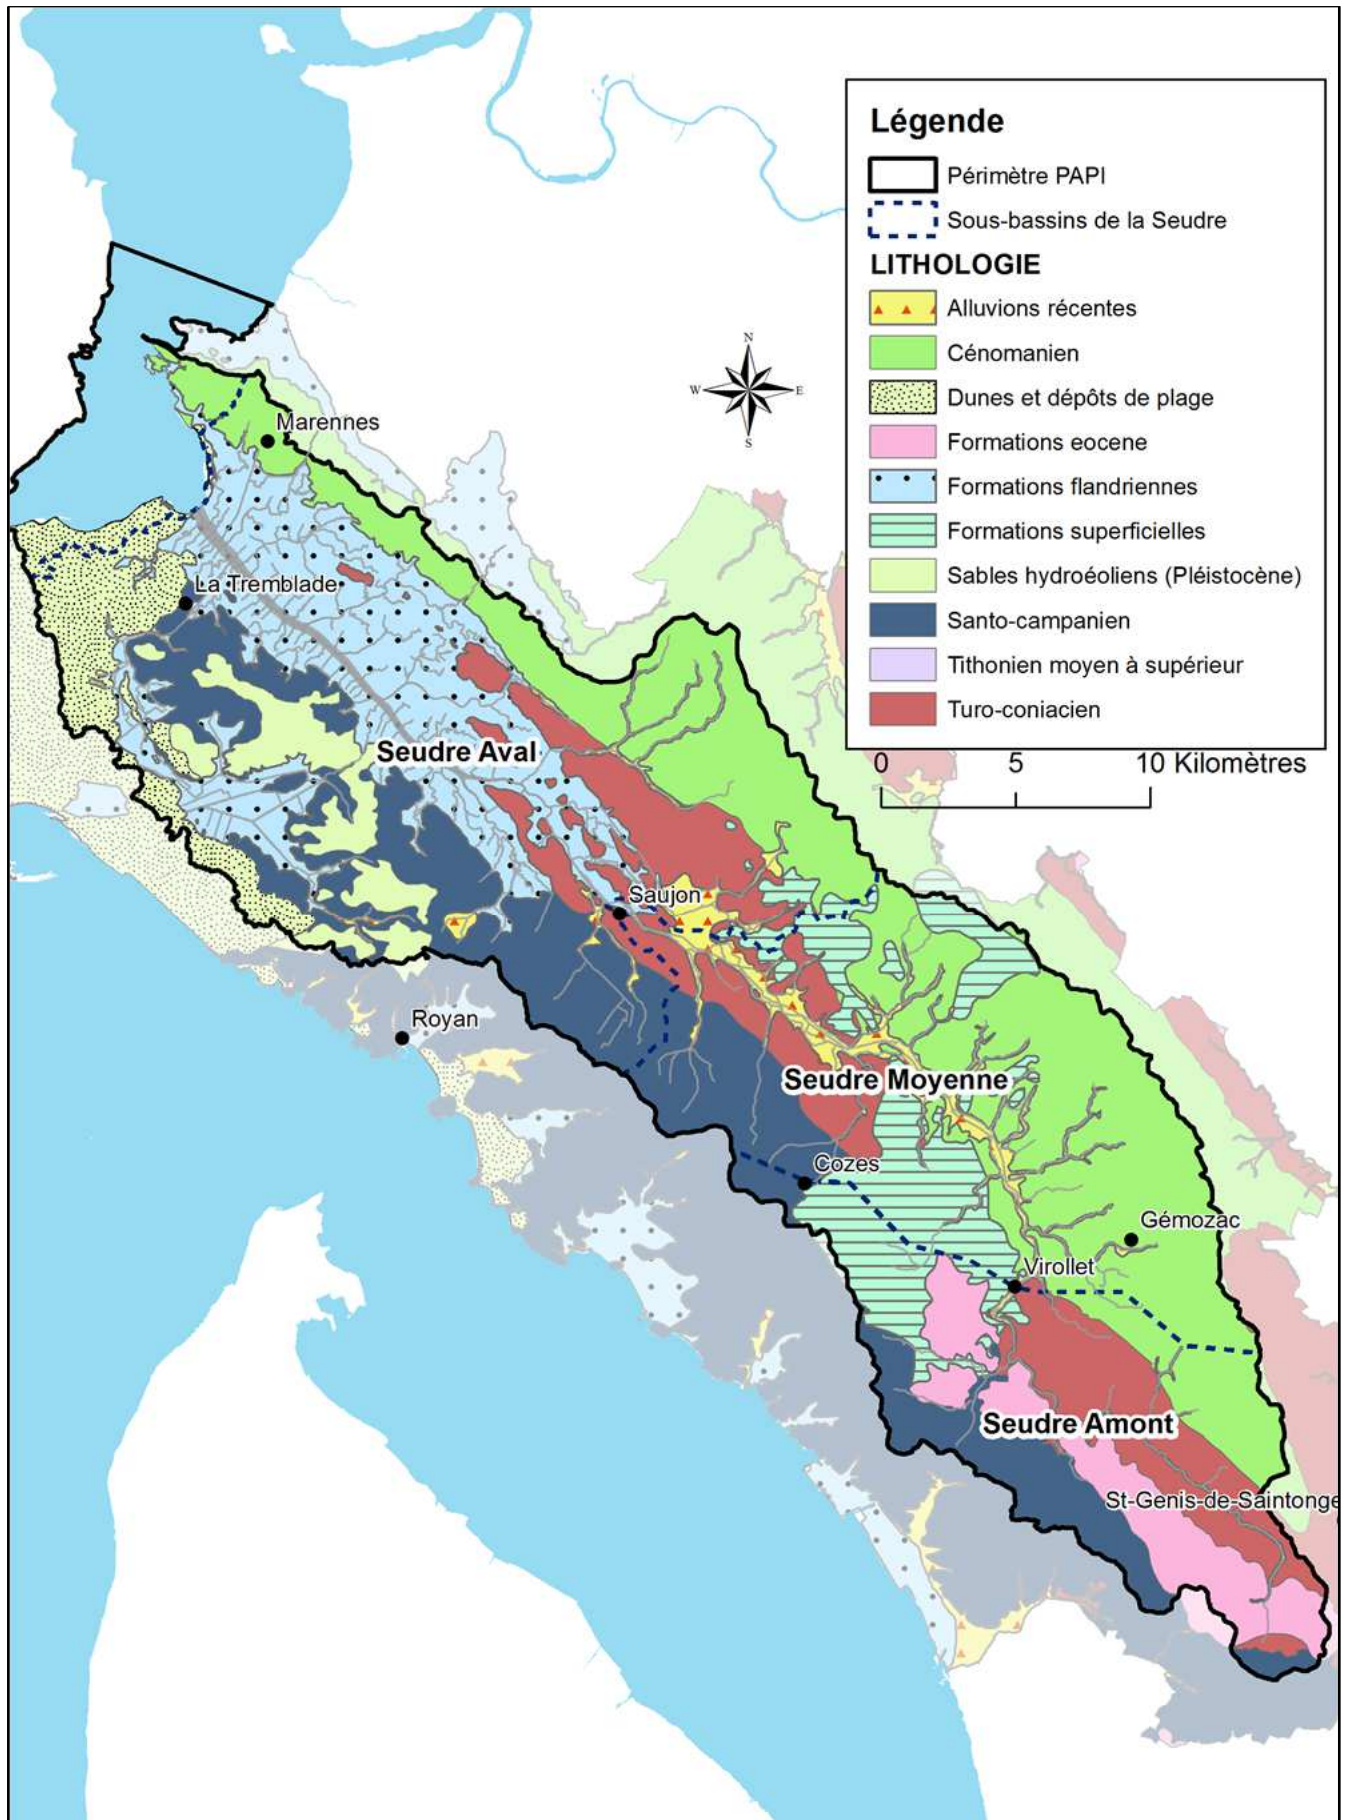 Légende
Périmètre PAPI
Sous-bassins de la Seudre
LITHOLOGIE
Alluvions récentes
Cénomanien
Dunes et dépôts de plage
Formations eocene
Formations flandriennes
Formations superficielles
Sables hydroéoliens (Pléistocène)
Santo-campanien
Tithonien moyen à supérieur
Turo-coniacien
0 5 10 Kilomètres
N
W E
S
Marennes
La Tremblade
Seudre Aval
Saujon
Royan
Seudre Moyenne
Cozes
Gémozac
Virollet
Seudre Amont
St-Genis-de-Saintonge